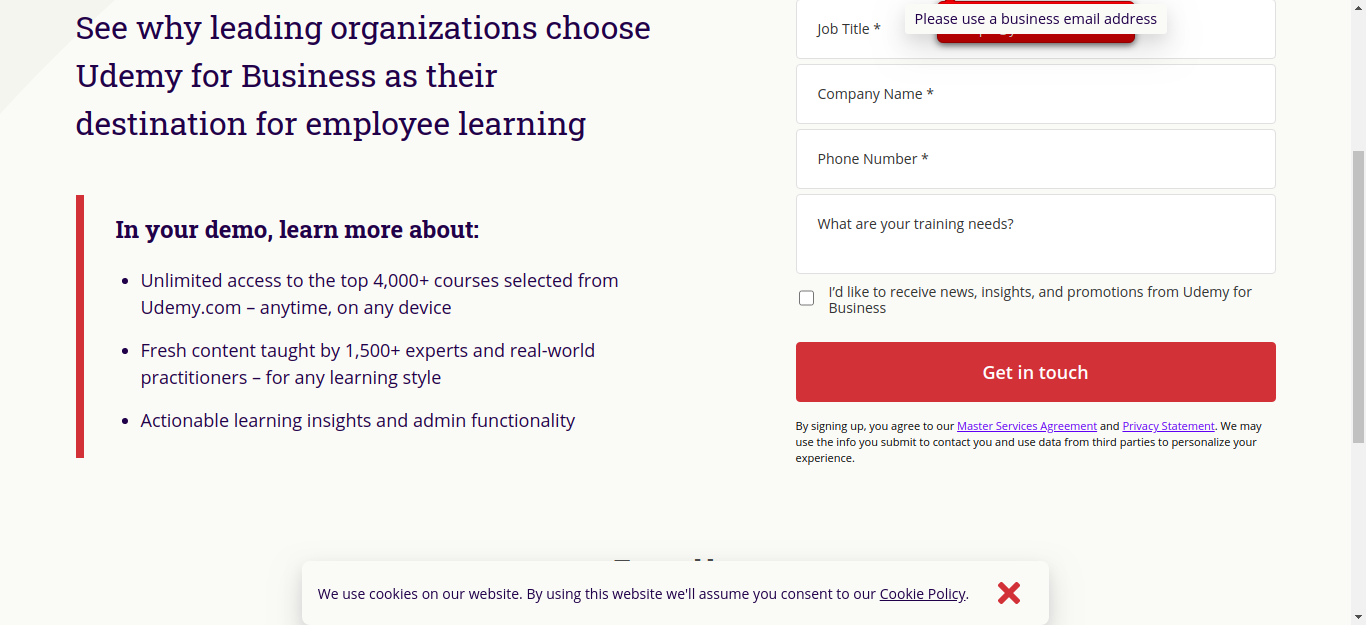 See why leading organizations choose
Udemy for Business as their
destination for employee learning
In your demo, learn more about:
Unlimited access to the top 4,000+ courses selected from
Udemy.com – anytime, on any device
Fresh content taught by 1,500+ experts and real-world
practitioners – for any learning style
Actionable learning insights and admin functionality
Please use a business email address
Job Title *
Company Name *
Phone Number *
What are your training needs?
I'd like to receive news, insights, and promotions from Udemy for
Business
Get in touch
By signing up, you agree to our Master Services Agreement and Privacy Statement. We may
use the info you submit to contact you and use data from third parties to personalize your
experience.
We use cookies on our website. By using this website we'll assume you consent to our Cookie Policy.